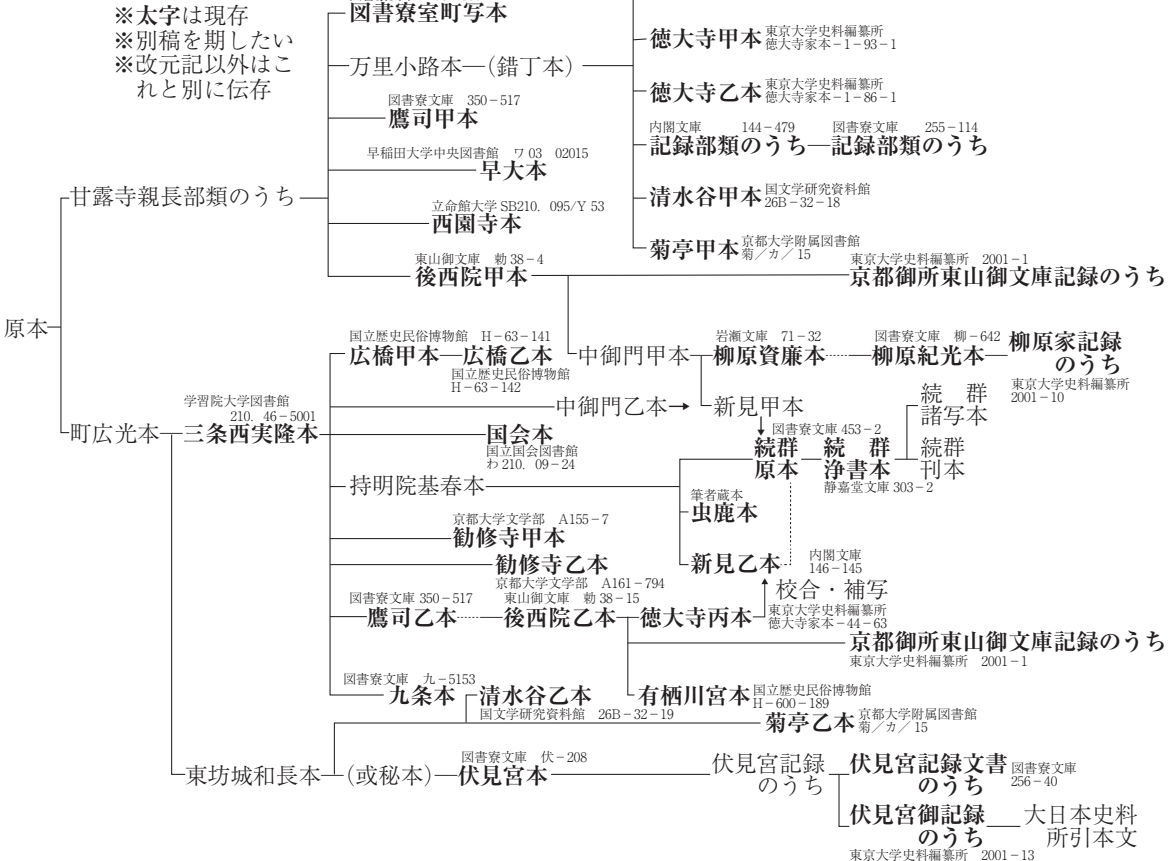 ※太字は現存
※別稿を期したい
※改元記以外はこ
れと別に伝存
図書寮室町写本
万里小路本
(錯丁本)
徳大寺甲本
東京大学史料編纂所
徳大寺家本-1-93-1
徳大寺乙本
東京大学史料編纂所
徳大寺家本-1-86-1
図書寮文庫 350-517
鷹司甲本
内閣文庫 144-479
記録部類のうち
図書寮文庫 255-114
記録部類のうち
早稲田大学中央図書館 ワ03 02015
早大本
甘露寺親長部類のうち
清水谷甲本
国文学研究資料館
26B-32-18
立命館大学 SB210. 095/Y 53
西園寺本
菊亭甲本
京都大学附属図書館
菊/カ/15
東山御文庫 勅38-4
後西院甲本
東京大学史料編纂所 2001-1
京都御所東山御文庫記録のうち
原本
国立歴史民俗博物館 H-63-141
広橋甲本
広橋乙本
国立歴史民俗博物館
H-63-142
中御門甲本
岩瀬文庫 71-32
柳原資廉本
図書寮文庫 柳-642
柳原紀光本
柳原家記録
のうち
東京大学史料編纂所
2001-10
中御門乙本
新見甲本
続 群
諸写本
学習院大学図書館
210. 46-5001
町広光本
三条西実隆本
国会本
国立国会図書館
わ210. 09-24
図書寮文庫 453-2
続群
原本
続 群
浄書本
静嘉堂文庫 303-2
続群
刊本
持明院基春本
筆者蔵本
虫鹿本
京都大学文学部 A155-7
勧修寺甲本
勧修寺乙本
京都大学文学部 A161-794
新見乙本
内閣文庫
146-145
校合・補写
図書寮文庫 350-517
鷹司乙本
東山御文庫 勅38-15
後西院乙本
徳大寺丙本
東京大学史料編纂所
徳大寺家本-44-63
京都御所東山御文庫記録のうち
東京大学史料編纂所 2001-1
図書寮文庫 九-5153
九条本
清水谷乙本
国文学研究資料館 26B-32-19
有栖川宮本
国立歴史民俗博物館
H-600-189
菊亭乙本
京都大学附属図書館
菊/カ/15
東坊城和長本
(或秘本)
図書寮文庫 伏-208
伏見宮本
伏見宮記録
のうち
伏見宮記録文書
のうち
図書寮文庫
256-40
伏見宮御記録
のうち
東京大学史料編纂所 2001-13
大日本史料
所引本文